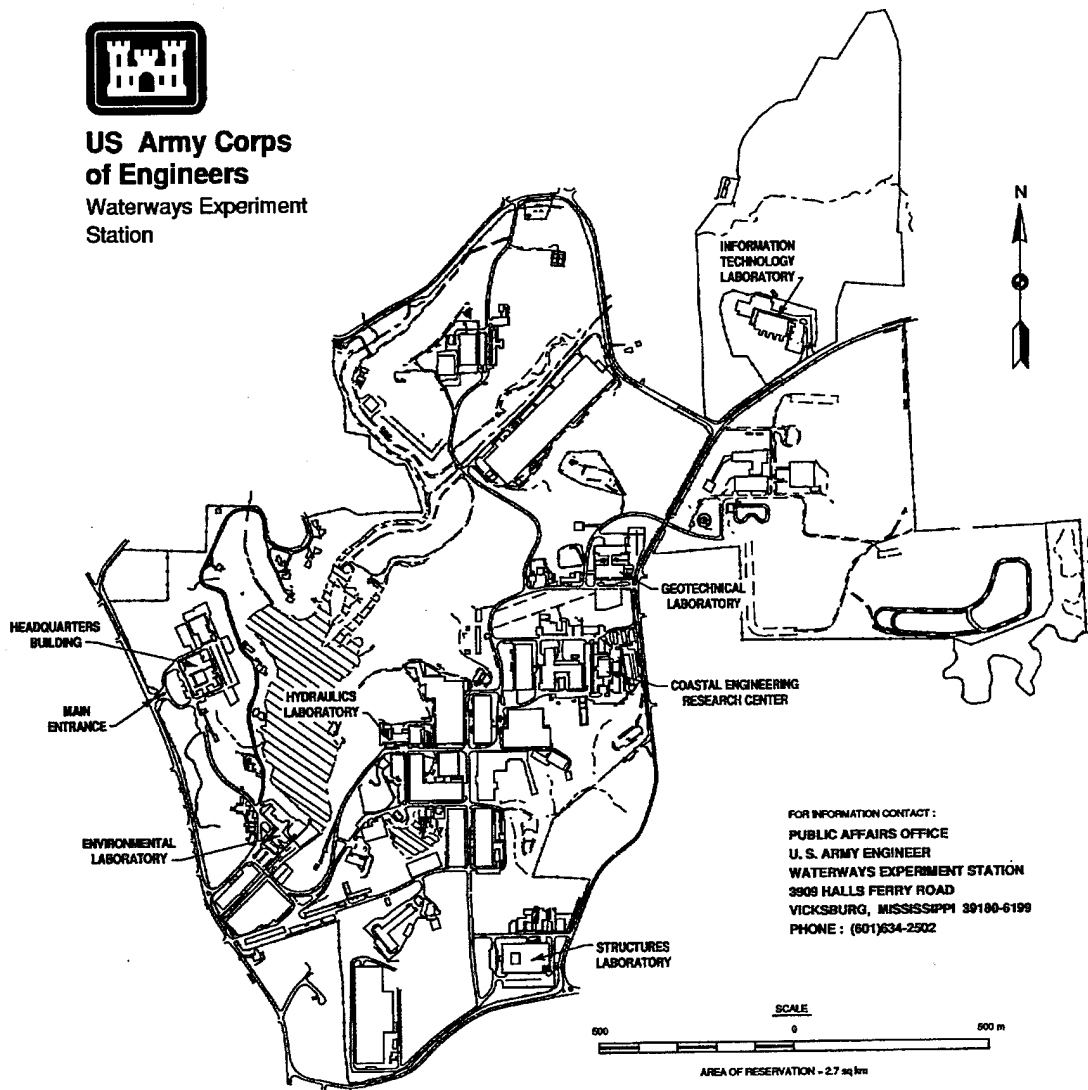 US Army Corps
of Engineers
Waterways Experiment
Station
N
INFORMATION
TECHNOLOGY
LABORATORY
GEOTECHNICAL
LABORATORY
HEADQUARTERS
BUILDING
HYDRAULICS
LABORATORY
COASTAL ENGINEERING
RESEARCH CENTER
MAIN
ENTRANCE
ENVIRONMENTAL
LABORATORY
FOR INFORMATION CONTACT :
PUBLIC AFFAIRS OFFICE
U. S. ARMY ENGINEER
WATERWAYS EXPERIMENT STATION
3909 HALLS FERRY ROAD
VICKSBURG, MISSISSIPPI 39180-6199
PHONE : (601)634-2502
STRUCTURES
LABORATORY
SCALE
500 0 500 m
AREA OF RESERVATION - 2.7 sq km